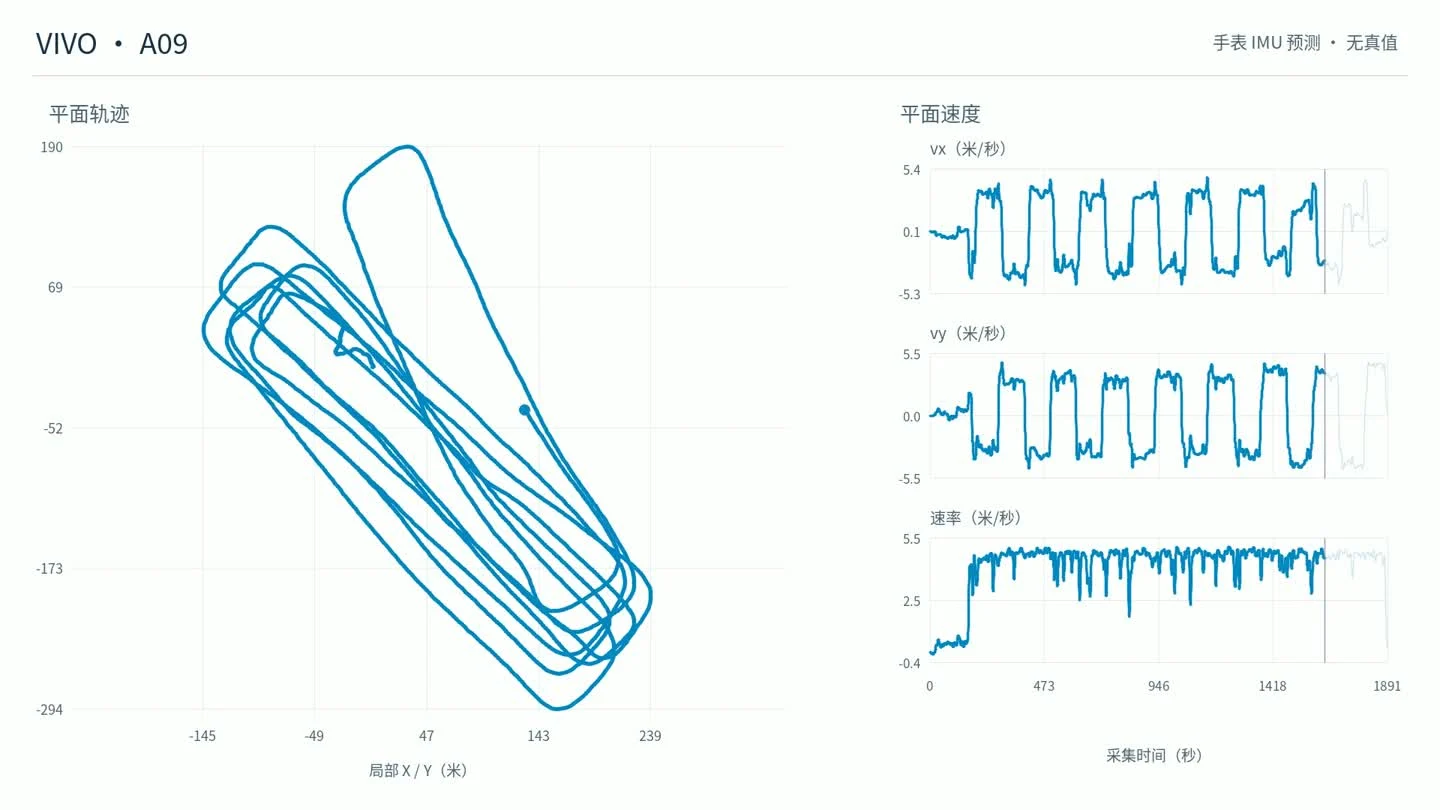 VIVO · A09
手表 IMU 预测 · 无真值
平面轨迹
190
69
-52
-173
-294
-145 -49 47 143 239
局部 X / Y（米）
平面速度
vx（米/秒）
5.4
0.1
-5.3
vy（米/秒）
5.5
0.0
-5.5
速率（米/秒）
5.5
2.5
-0.4
0 473 946 1418 1891
采集时间（秒）